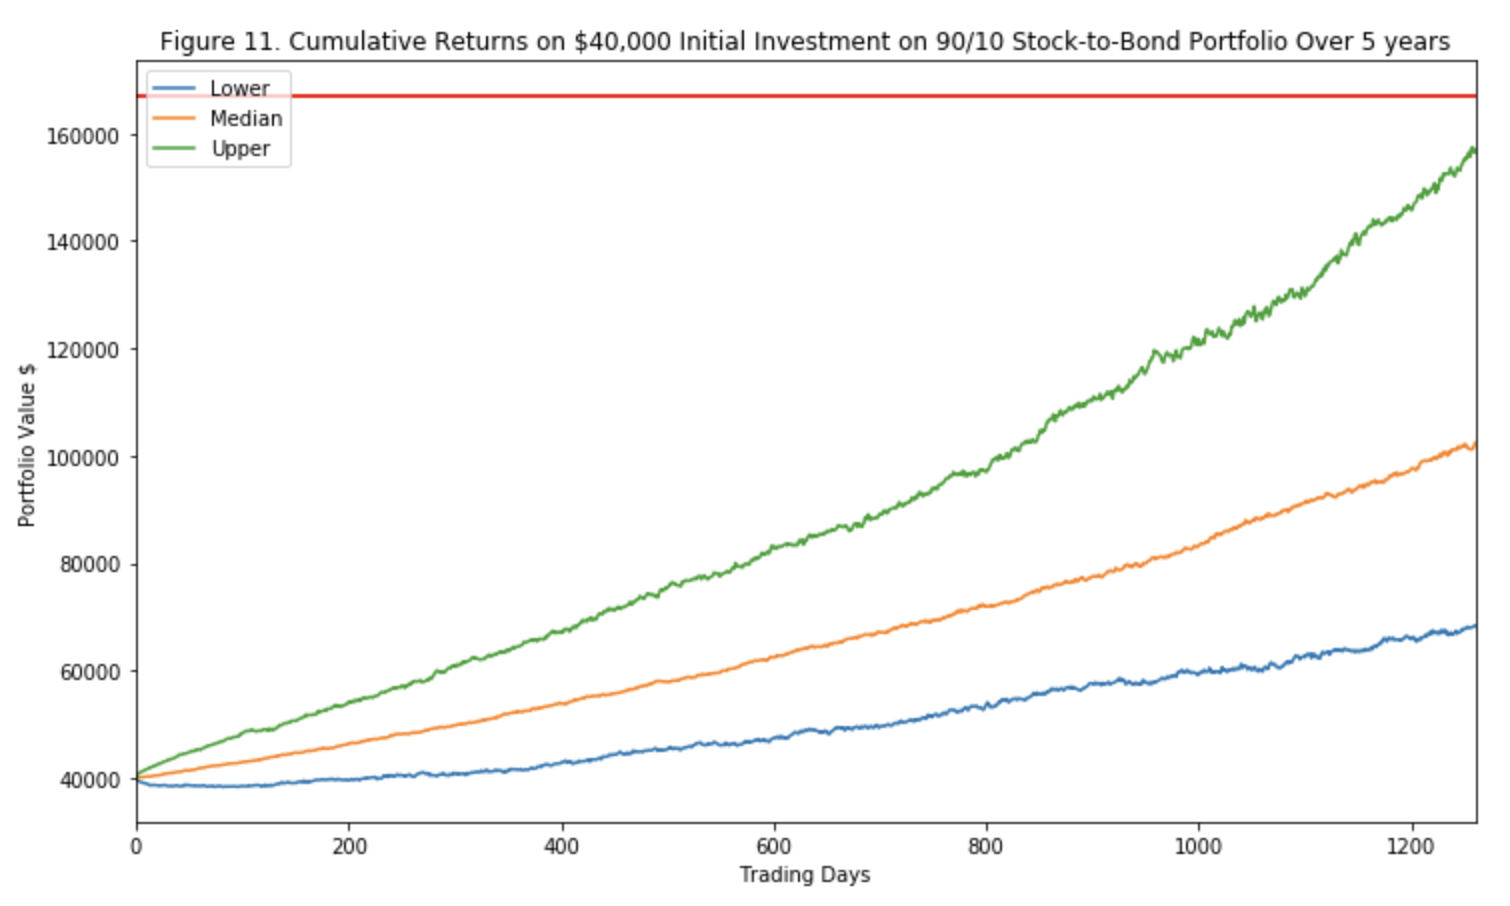 Figure 11. Cumulative Returns on $40,000 Initial Investment on 90/10 Stock-to-Bond Portfolio Over 5 years
Lower
Median
Upper
160000
140000
120000
100000
80000
60000
40000
Portfolio Value $
0 200 400 600 800 1000 1200
Trading Days